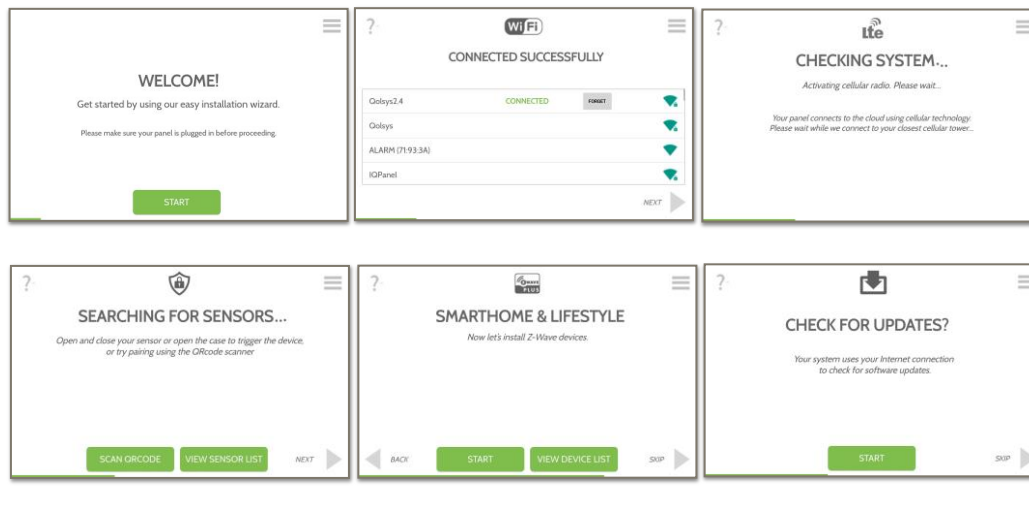 WELCOME!
Get started by using our easy installation wizard.
Please make sure your panel is plugged in before proceeding.
START
?
WiFi
CONNECTED SUCCESSFULLY
Qolsys2.4 CONNECTED FORGET
Qolsys
ALARM (71:93:3A)
IQPanel
NEXT
?
lte
CHECKING SYSTEM...
Activating cellular radio. Please wait...
Your panel connects to the cloud using cellular technology.
Please wait while we connect to your closest cellular tower...
?
SEARCHING FOR SENSORS...
Open and close your sensor or open the case to trigger the device,
or try pairing using the QRcode scanner
SCAN QRCODE VIEW SENSOR LIST NEXT
?
Z-WAVE
PLUS
SMARTHOME & LIFESTYLE
Now let's install Z-Wave devices.
BACK START VIEW DEVICE LIST SKIP
?
CHECK FOR UPDATES?
Your system uses your Internet connection
to check for software updates.
START SKIP